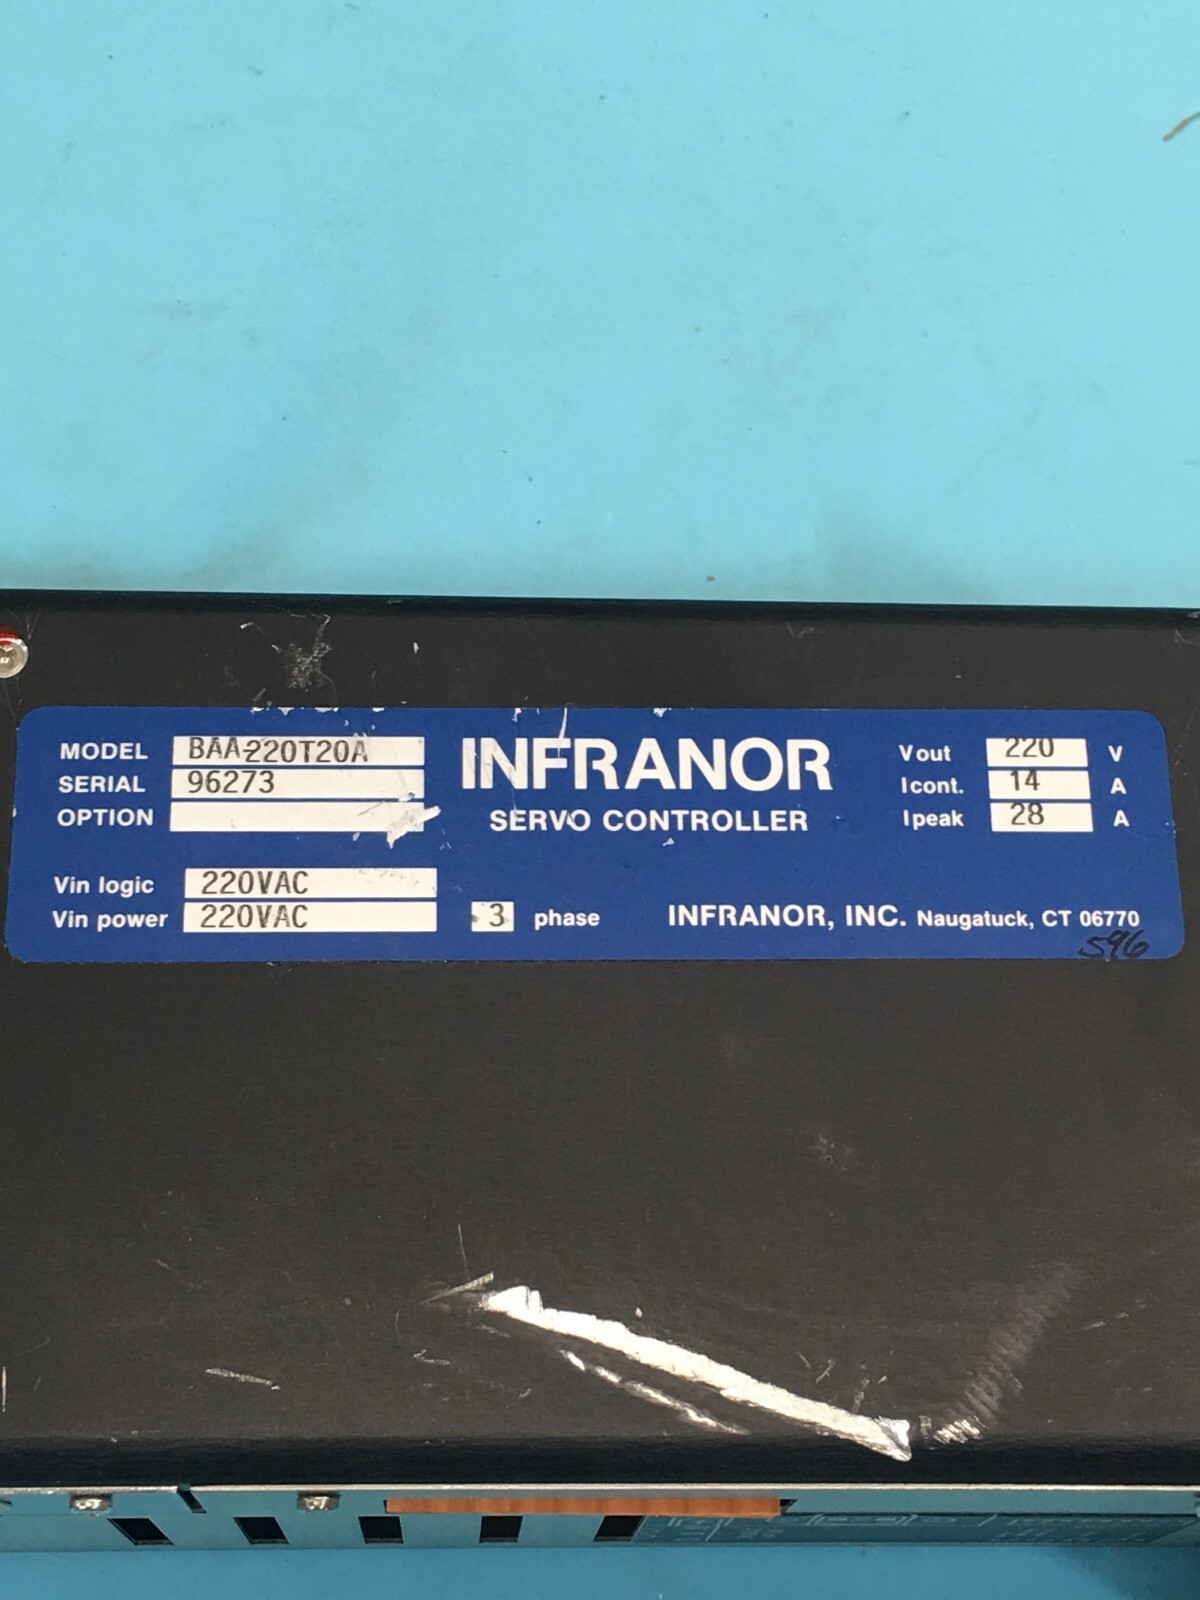 MODEL BAA-220T20A
SERIAL 96273
OPTION
INFRANOR
SERVO CONTROLLER
Vout 220 V
Icont. 14 A
Ipeak 28 A
Vin logic 220VAC
Vin power 220VAC
3 phase
INFRANOR, INC. Naugatuck, CT 06770
596